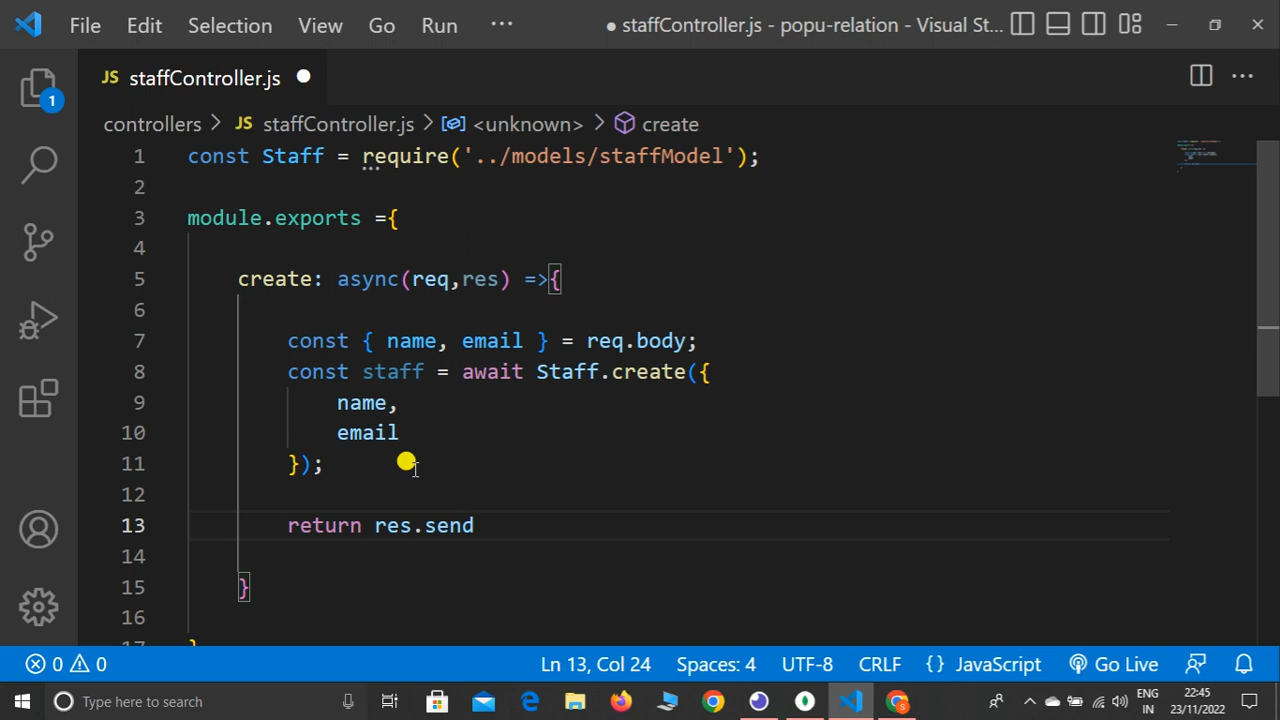 File Edit Selection View Go Run ··· ● staffController.js - popu-relation - Visual St...
JS staffController.js ●
1
controllers > JS staffController.js > <unknown> > create
1 const Staff = require('../models/staffModel');
2
3 module.exports ={
4
5 create: async(req,res) =>{
6
7 const { name, email } = req.body;
8 const staff = await Staff.create({
9 name,
10 email
11 });
12
13 return res.send
14
15 }
16
17 }
0 0 Ln 13, Col 24 Spaces: 4 UTF-8 CRLF {} JavaScript Go Live
Type here to search ENG 22:45
IN 23/11/2022